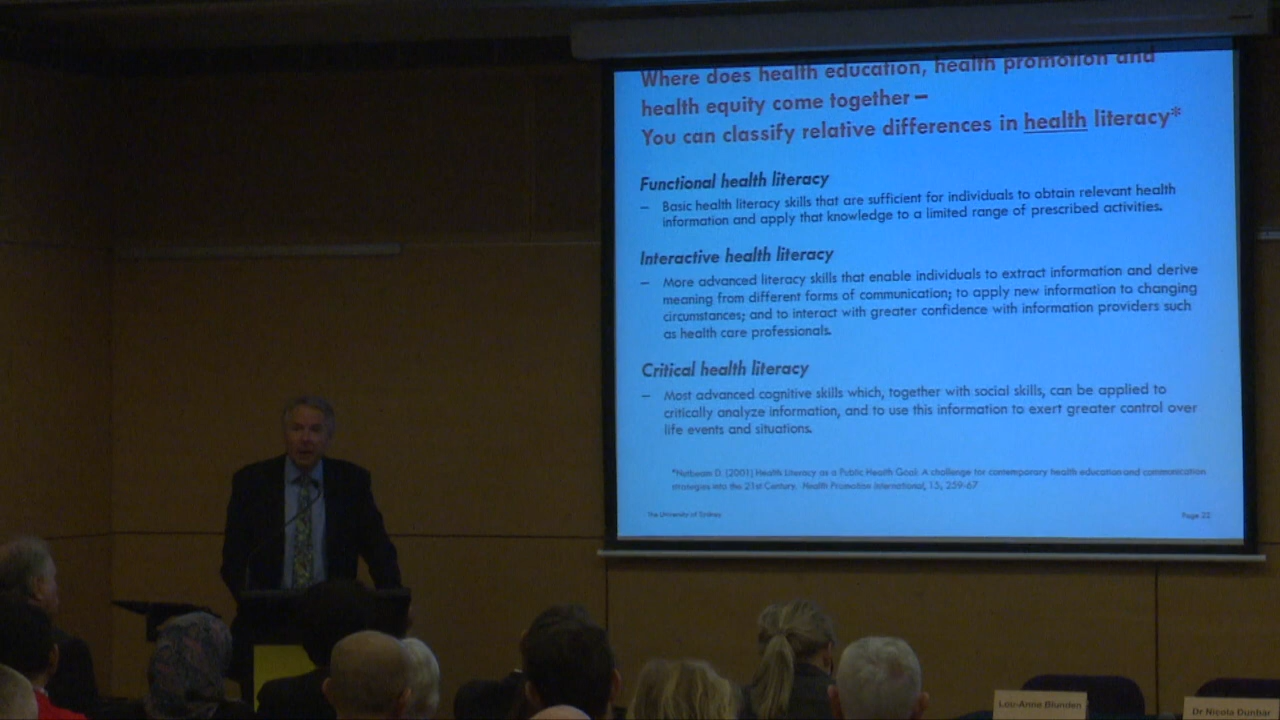 Where does health education, health promotion and
health equity come together –
You can classify relative differences in health literacy*
Functional health literacy
– Basic health literacy skills that are sufficient for individuals to obtain relevant health
information and apply that knowledge to a limited range of prescribed activities.
Interactive health literacy
– More advanced literacy skills that enable individuals to extract information and derive
meaning from different forms of communication; to apply new information to changing
circumstances; and to interact with greater confidence with information providers such
as health care professionals.
Critical health literacy
– Most advanced cognitive skills which, together with social skills, can be applied to
critically analyze information, and to use this information to exert greater control over
life events and situations.
*Nutbeam D. (2001) Health Literacy as a Public Health Goal: A challenge for contemporary health education and communication
strategies into the 21st Century. Health Promotion International, 15, 259-67
The University of Sydney
Page 22
Lou-Anne Blunden
Dr Nicola Dunbar